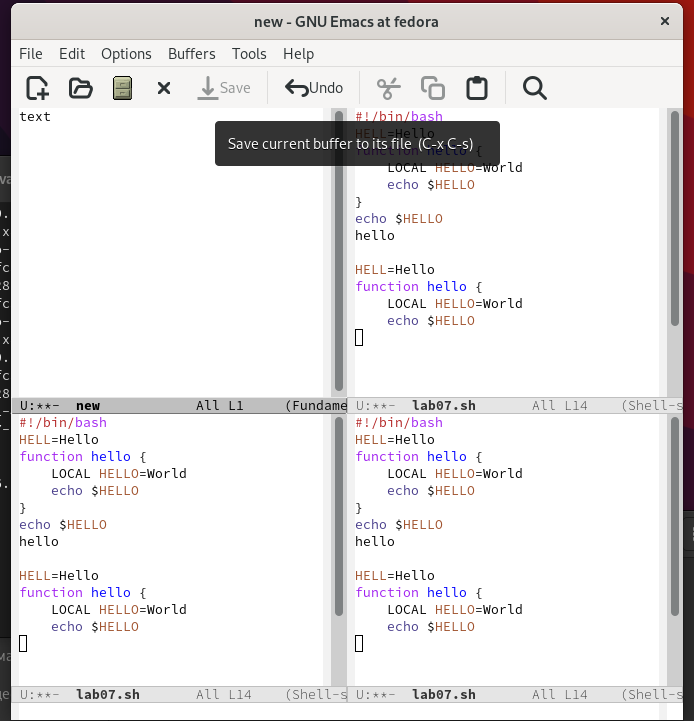 new - GNU Emacs at fedora
File Edit Options Buffers Tools Help
Save Undo
Save current buffer to its file (C-x C-s)
text
U:**- new All L1 (Fundame
#!/bin/bash
HELL=Hello
function hello {
LOCAL HELLO=World
echo $HELLO
}
echo $HELLO
hello
HELL=Hello
function hello {
LOCAL HELLO=World
echo $HELLO
U:**- lab07.sh All L14 (Shell-s
#!/bin/bash
HELL=Hello
function hello {
LOCAL HELLO=World
echo $HELLO
}
echo $HELLO
hello
HELL=Hello
function hello {
LOCAL HELLO=World
echo $HELLO
U:**- lab07.sh All L14 (Shell-s
#!/bin/bash
HELL=Hello
function hello {
LOCAL HELLO=World
echo $HELLO
}
echo $HELLO
hello
HELL=Hello
function hello {
LOCAL HELLO=World
echo $HELLO
U:**- lab07.sh All L14 (Shell-s